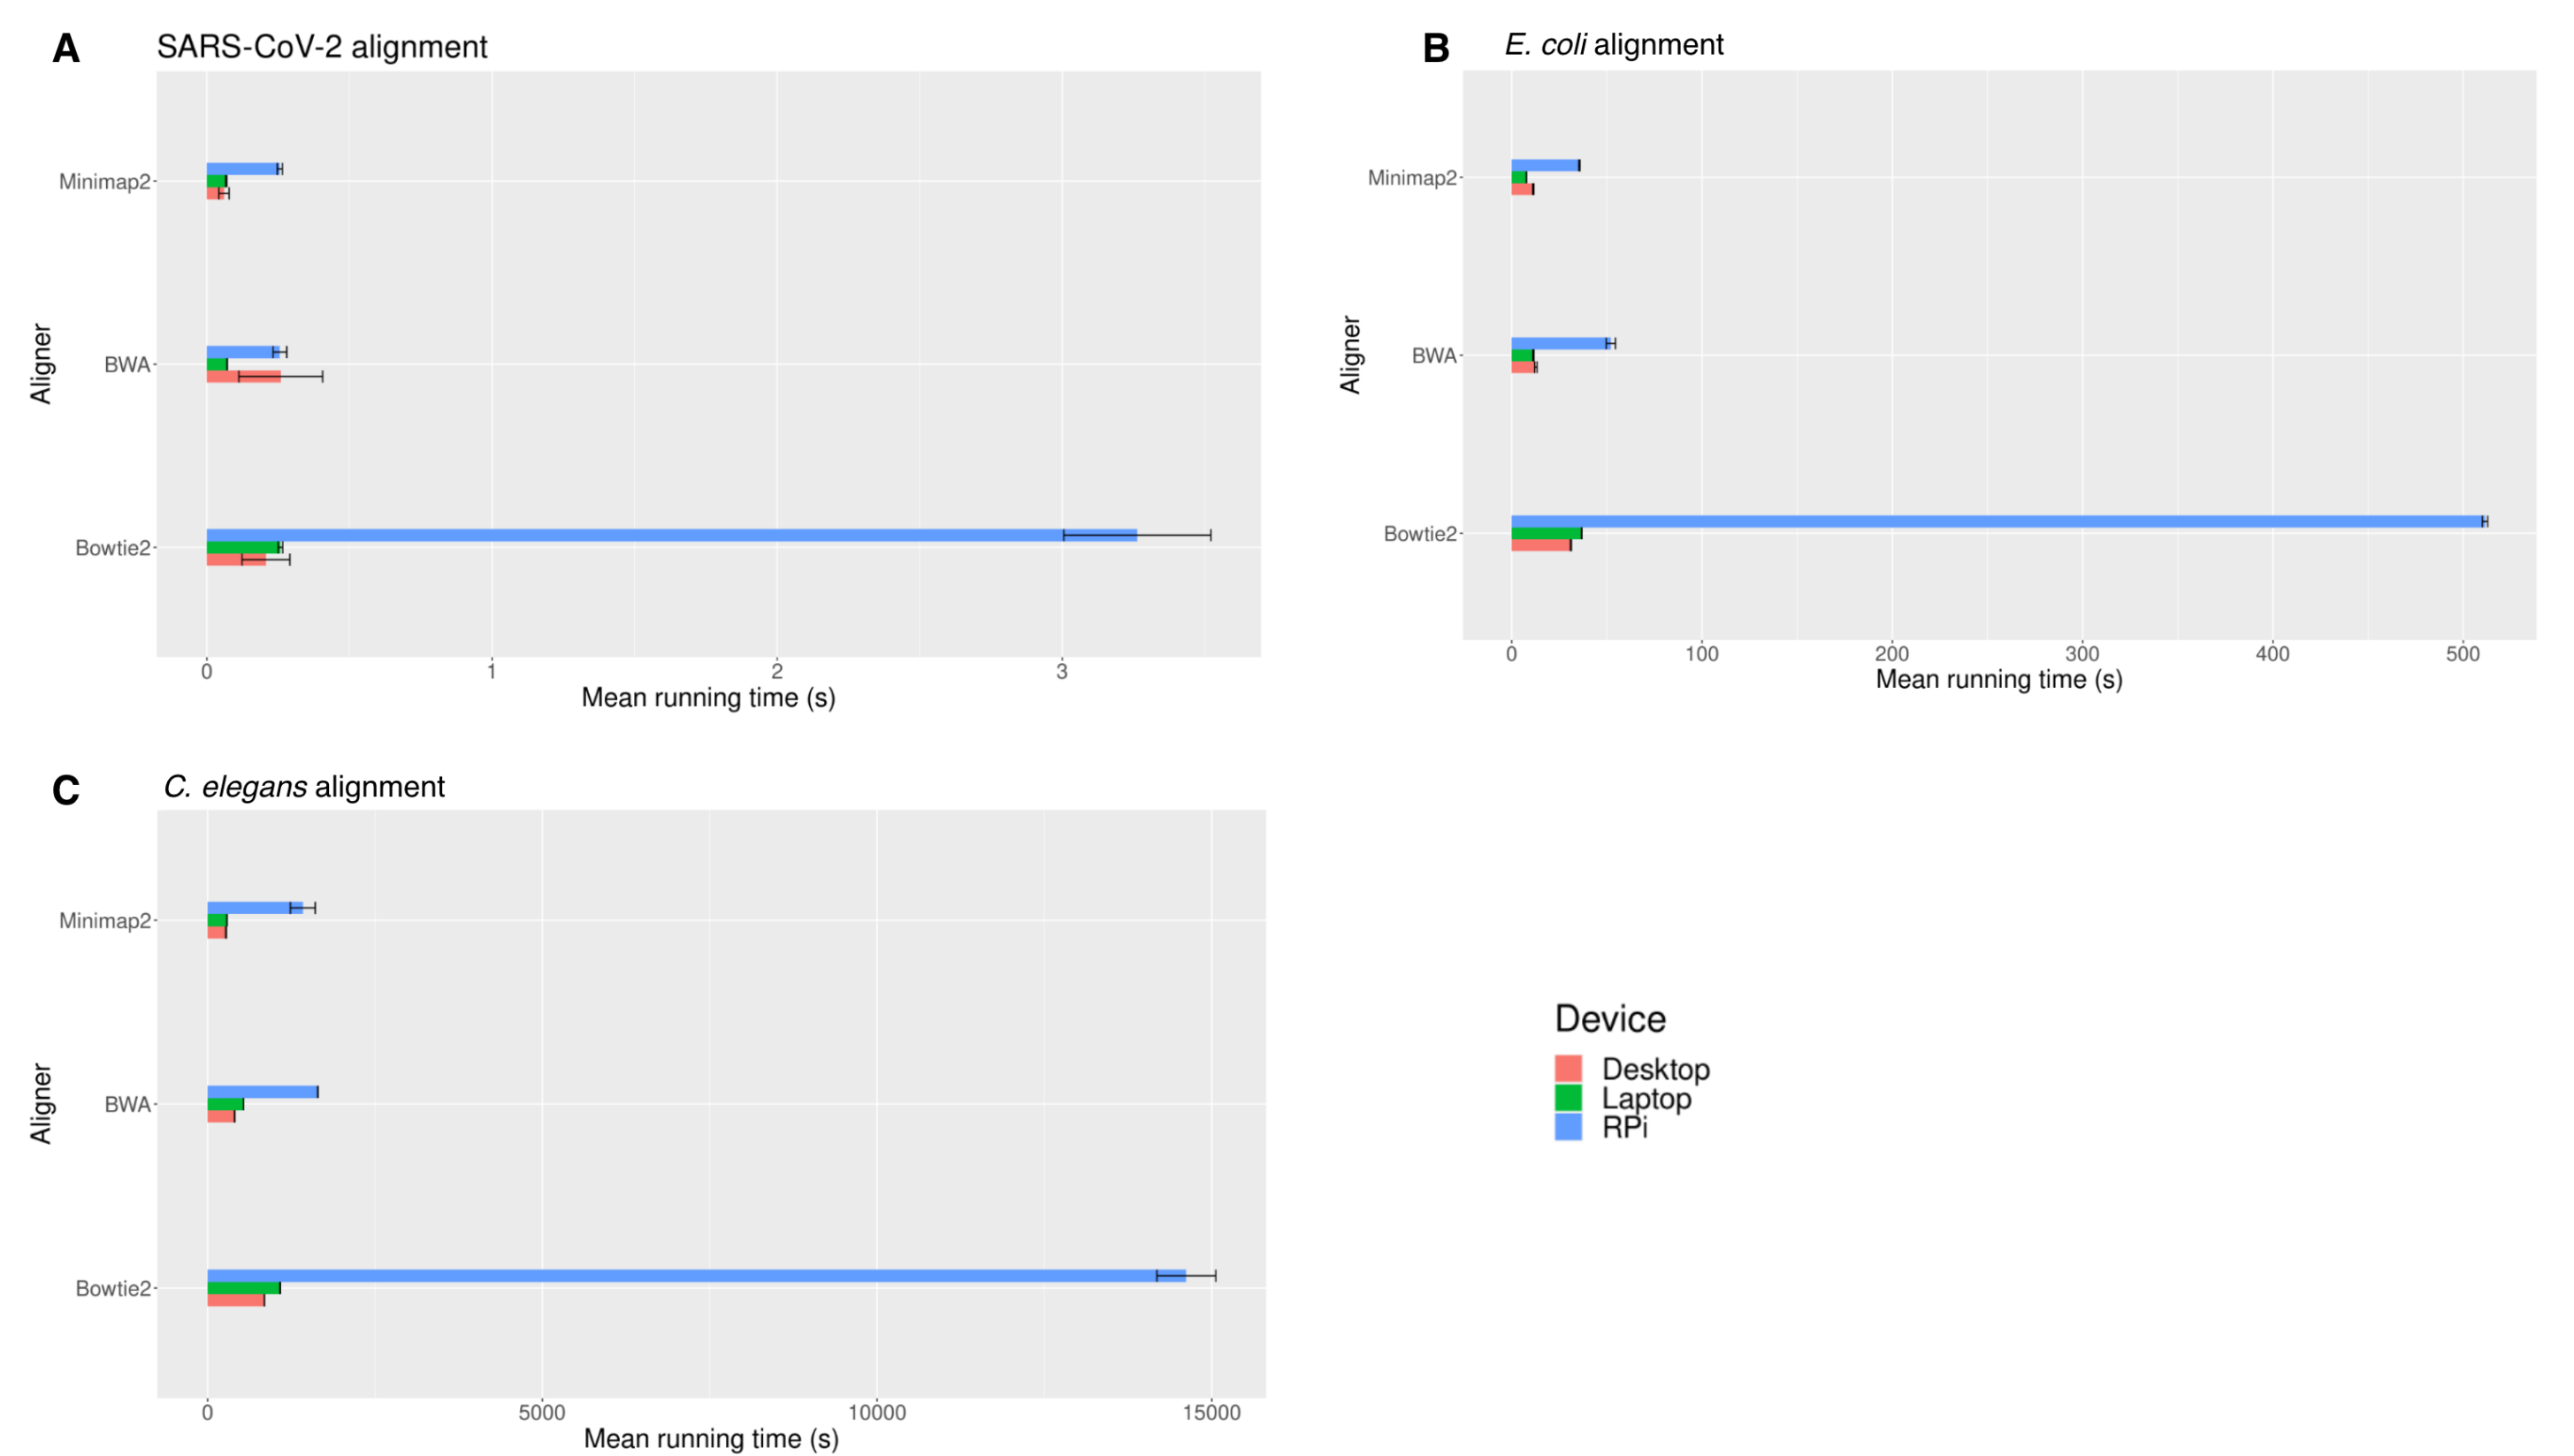 A
SARS-CoV-2 alignment
Aligner
Minimap2
BWA
Bowtie2
0 1 2 3
Mean running time (s)
B
E. coli alignment
Aligner
Minimap2
BWA
Bowtie2
0 100 200 300 400 500
Mean running time (s)
C
C. elegans alignment
Aligner
Minimap2
BWA
Bowtie2
0 5000 10000 15000
Mean running time (s)
Device
Desktop
Laptop
RPi